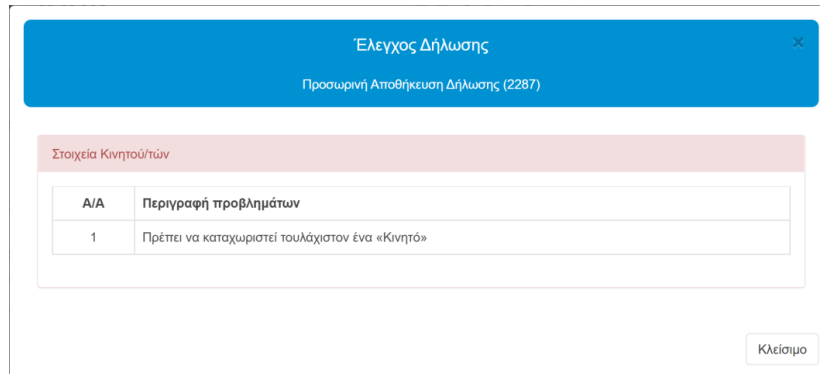 Έλεγχος Δήλωσης
×
Προσωρινή Αποθήκευση Δήλωσης (2287)
Στοιχεία Κινητού/τών
Α/Α Περιγραφή προβλημάτων
1 Πρέπει να καταχωριστεί τουλάχιστον ένα «Κινητό»
Κλείσιμο